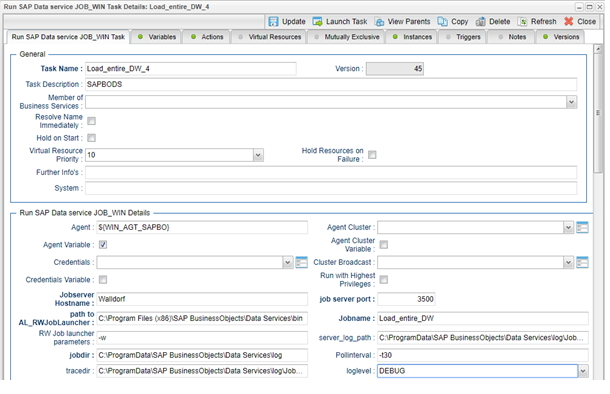 Run SAP Data service JOB_WIN Task Details: Load_entire_DW_4
Update Launch Task View Parents Copy Delete Refresh Close
Run SAP Data service JOB_WIN Task Variables Actions Virtual Resources Mutually Exclusive Instances Triggers Notes Versions
General
Task Name : Load_entire_DW_4 Version : 45
Task Description : SAPBODS
Member of
Business Services :
Resolve Name
Immediately :
Hold on Start :
Virtual Resource
Priority : 10
Hold Resources on
Failure :
Further Info's :
System :
Run SAP Data service JOB_WIN Details
Agent : ${WIN_AGT_SAPBO} Agent Cluster :
Agent Variable : Agent Cluster
Variable :
Credentials : Cluster Broadcast :
Credentials Variable : Run with Highest
Privileges :
Jobserver
Hostname : Walldorf job server port : 3500
path to
AL_RWJobLauncher : C:\Program Files (x86)\SAP BusinessObjects\Data Services\bin Jobname : Load_entire_DW
RW Job launcher
parameters : -w server_log_path : C:\ProgramData\SAP BusinessObjects\Data Services\log/Job...
jobdir : C:\ProgramData\SAP BusinessObjects\Data Services\log Pollinterval : -t30
tracedir : C:\ProgramData\SAP BusinessObjects\Data Services\log/Job... loglevel : DEBUG